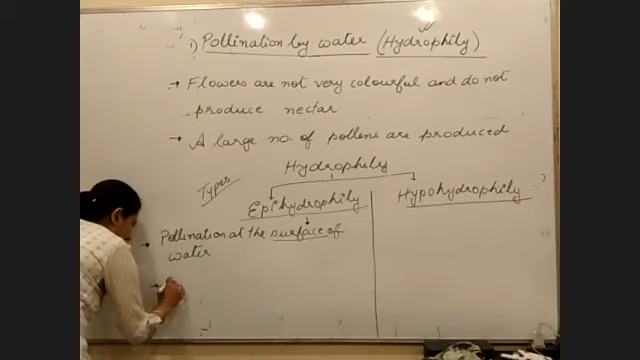 1) Pollination by water (Hydrophily)
→ Flowers are not very colourful and do not
produce nectar
→ A large no. of pollens are produced
Hydrophily
Types
Epihydrophily
Hypohydrophily
→ Pollination at the surface of
water
→